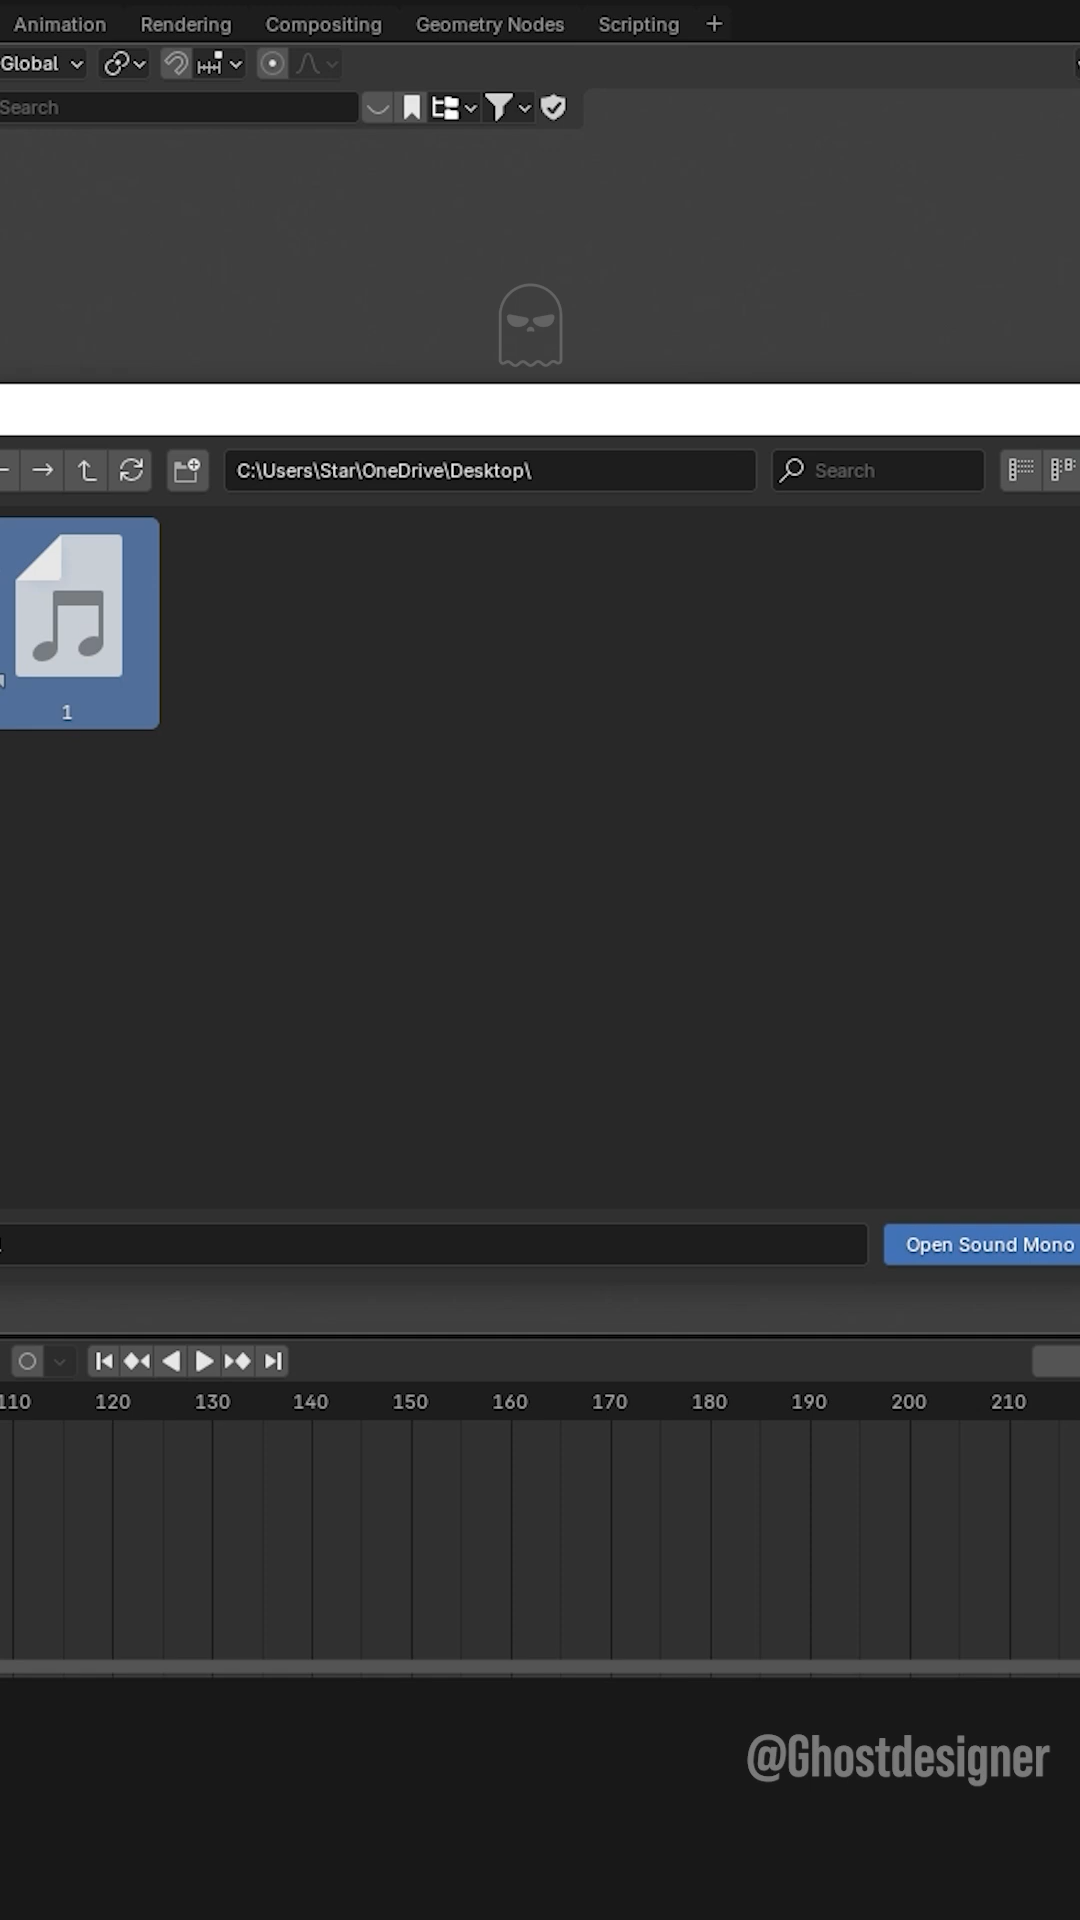 Animation Rendering Compositing Geometry Nodes Scripting +
Global
Search
C:\Users\Star\OneDrive\Desktop\ Search
1
Open Sound Mono
110 120 130 140 150 160 170 180 190 200 210
@Ghostdesigner